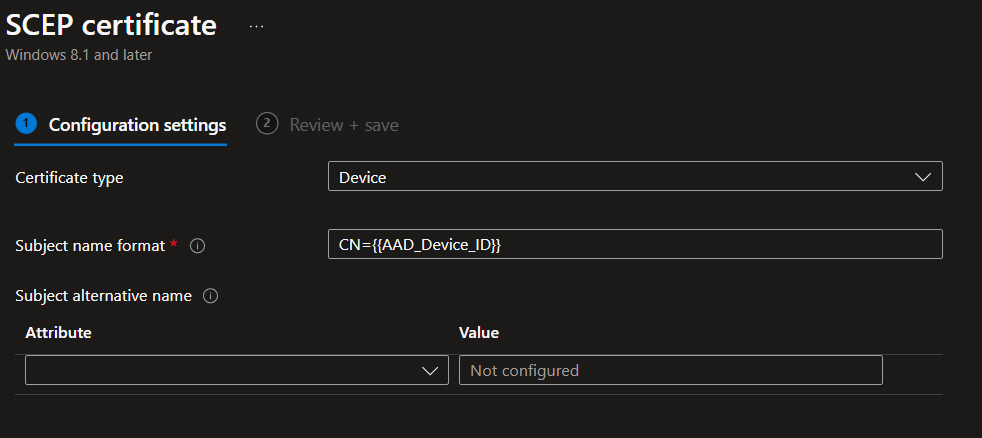 SCEP certificate ...
Windows 8.1 and later
1 Configuration settings 2 Review + save
Certificate type Device
Subject name format * CN={{AAD_Device_ID}}
Subject alternative name
Attribute Value
Not configured